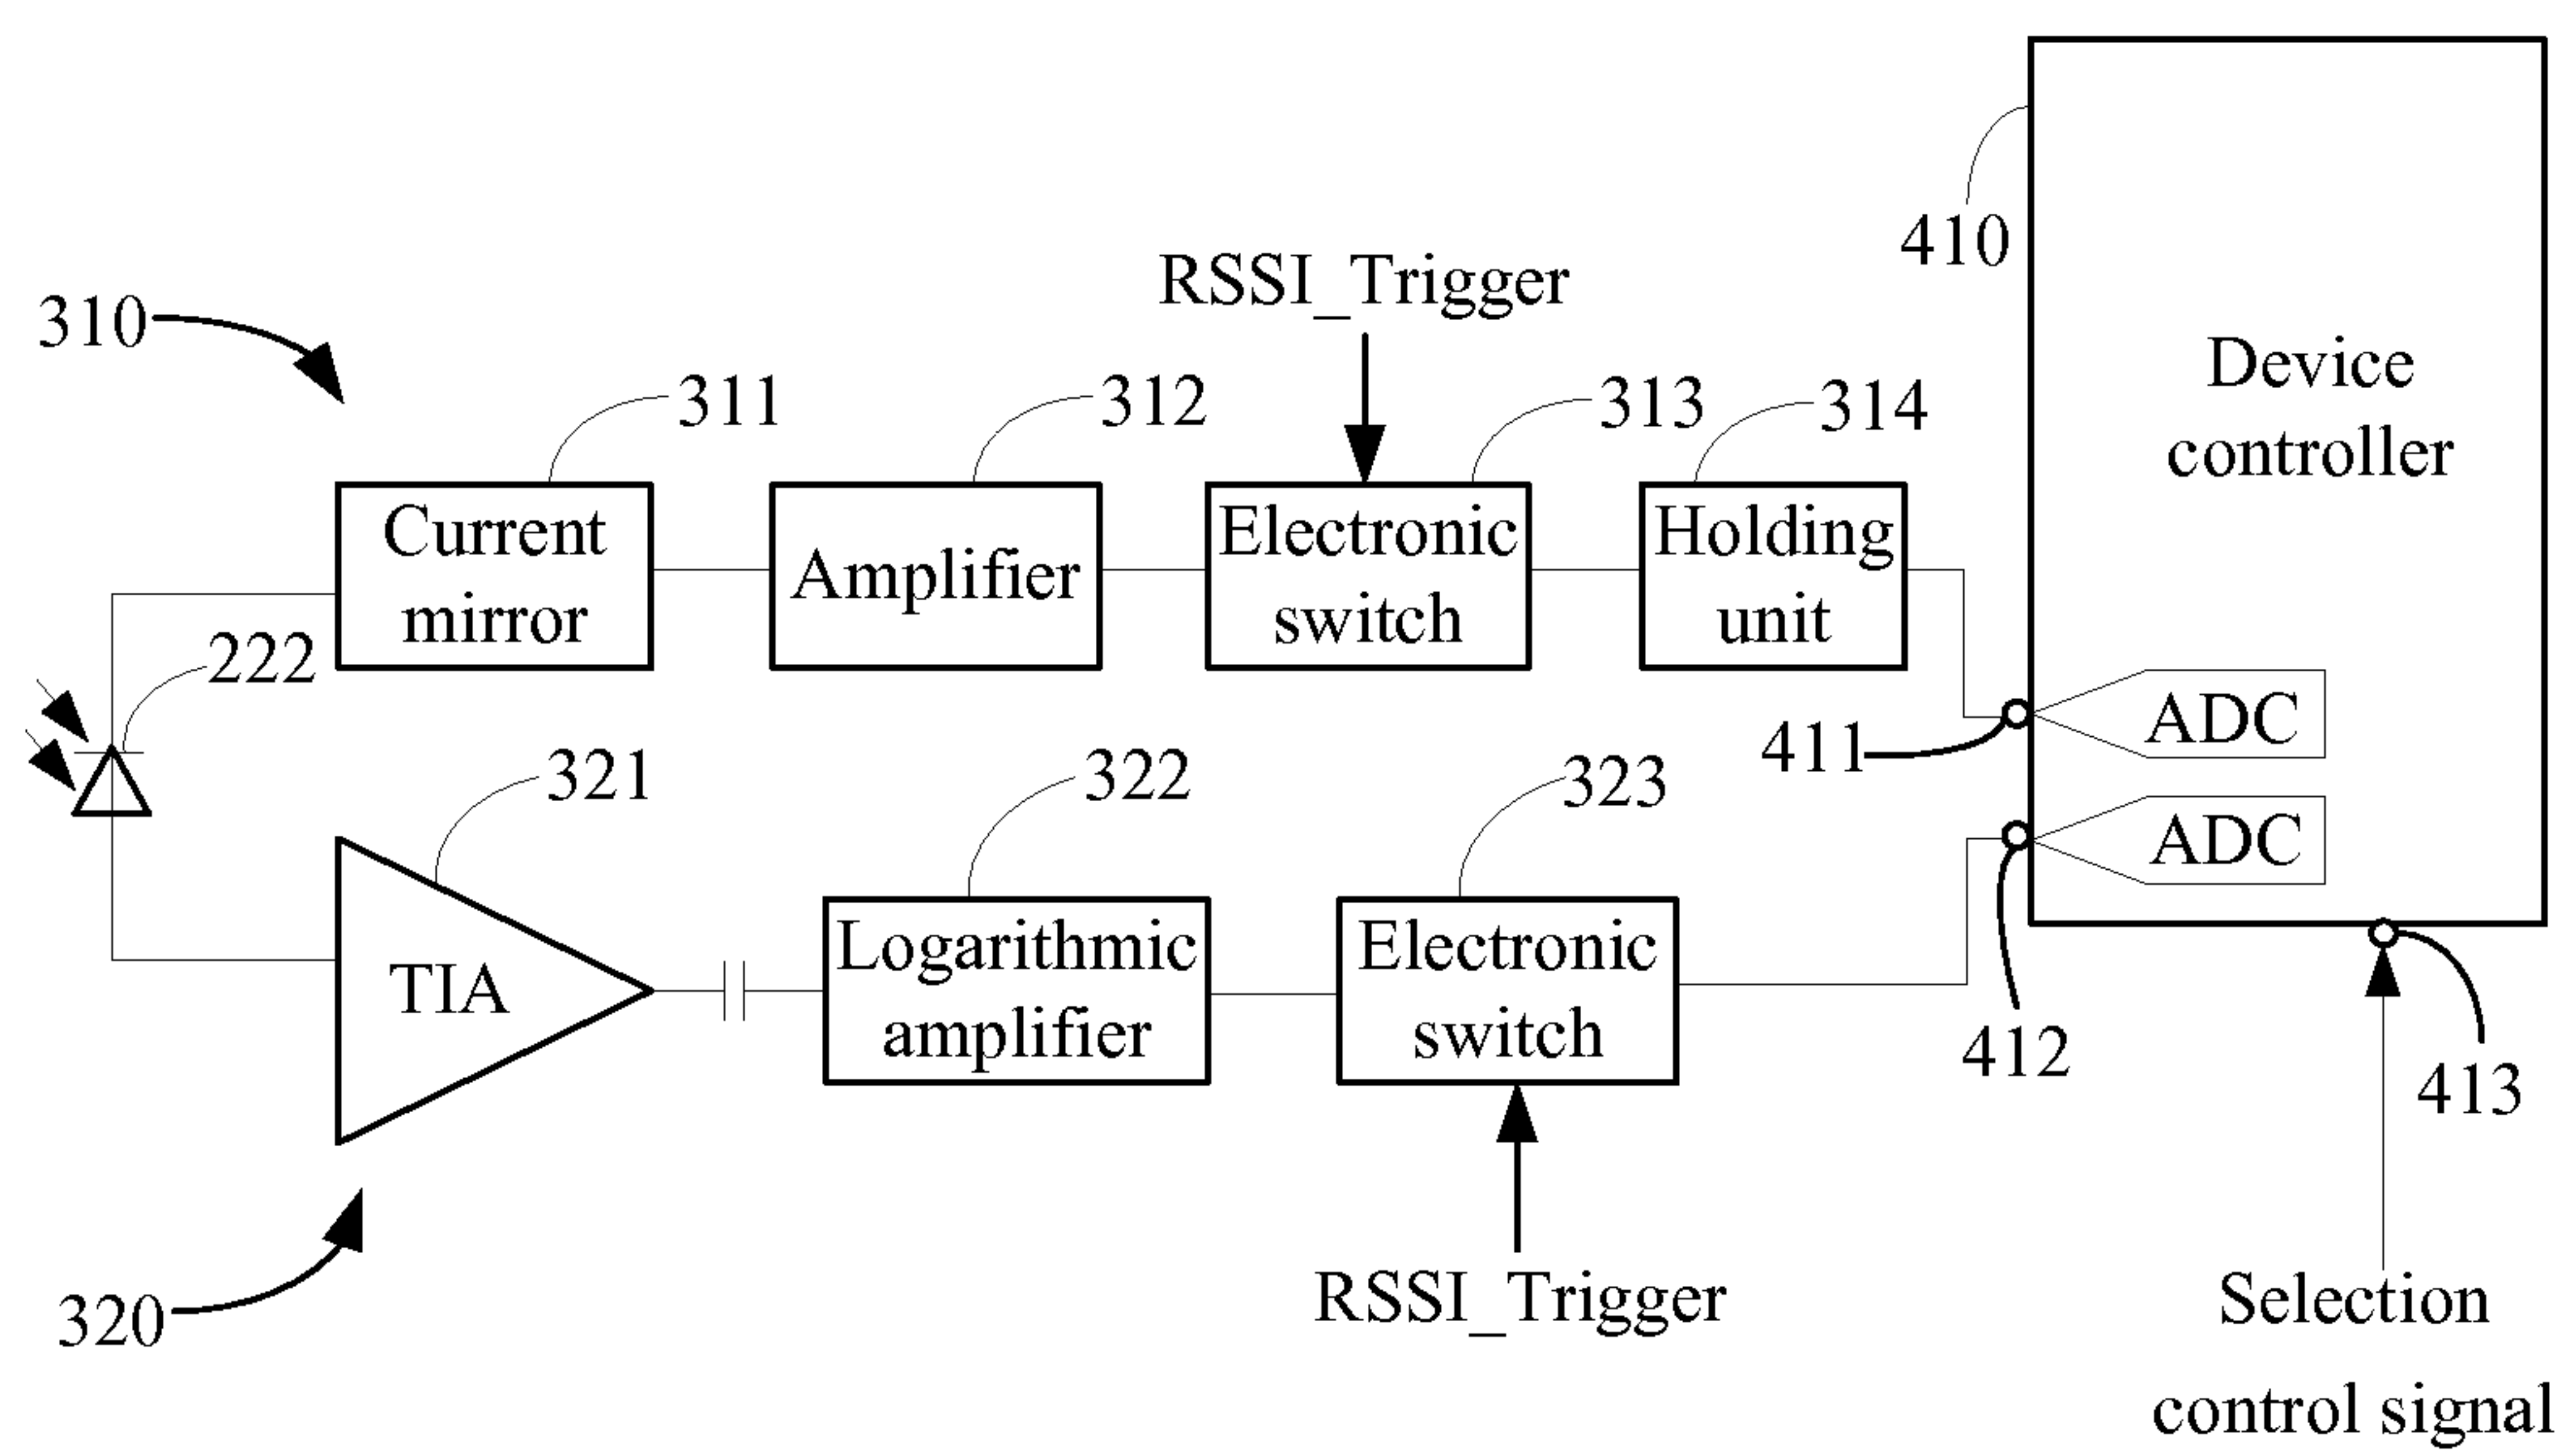 410
RSSI_Trigger
310
311
312
313
314
Device
controller
Current
mirror
Amplifier
Electronic
switch
Holding
unit
222
411
ADC
321
322
323
412
ADC
TIA
Logarithmic
amplifier
Electronic
switch
413
320
RSSI_Trigger
Selection
control signal